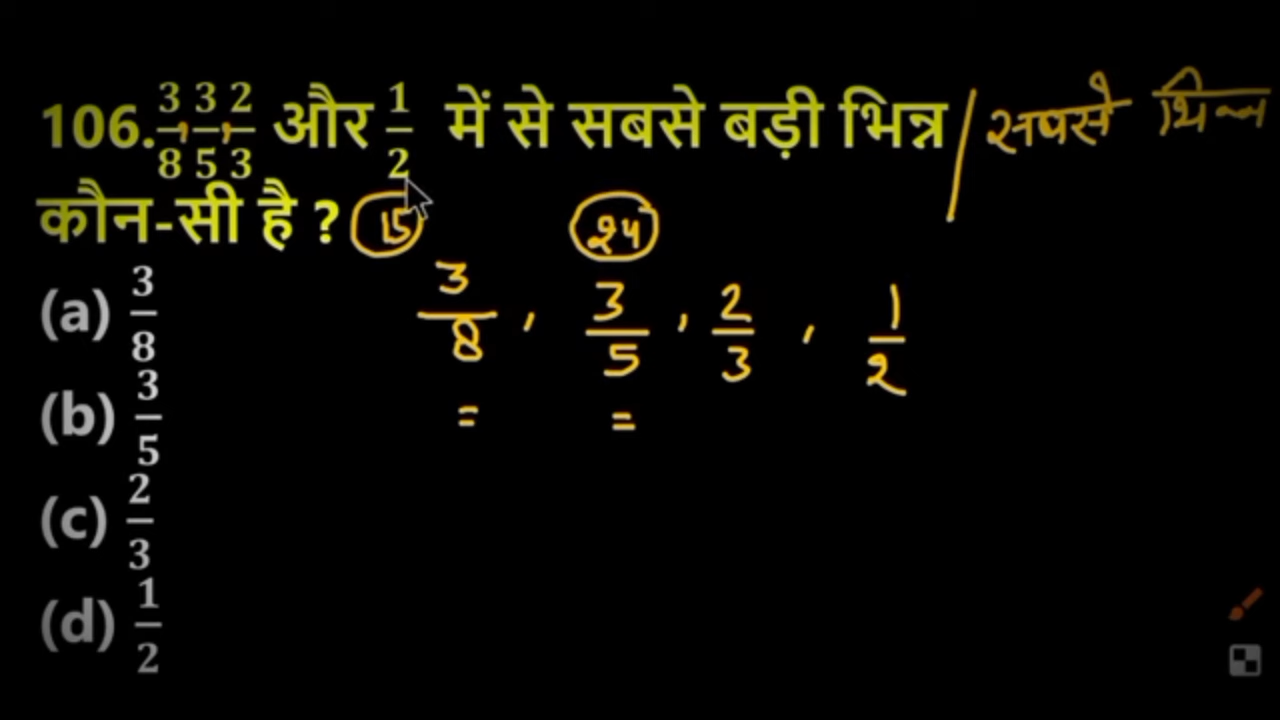 106. 3/8, 3/5, 2/3 और 1/2 में से सबसे बड़ी भिन्न / सबसे भिन्न
कौन-सी है ? 15 24
3/8 , 3/5 , 2/3 , 1/2
= =
(a) 3/8
(b) 3/5
(c) 2/3
(d) 1/2